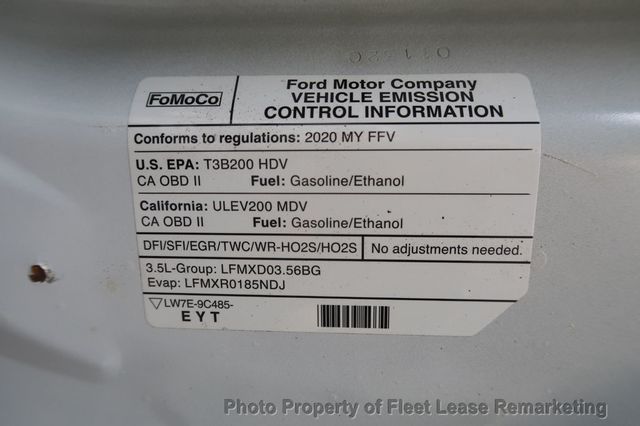 011320
FoMoCo
Ford Motor Company
VEHICLE EMISSION
CONTROL INFORMATION
Conforms to regulations: 2020 MY FFV
U.S. EPA: T3B200 HDV
CA OBD II Fuel: Gasoline/Ethanol
California: ULEV200 MDV
CA OBD II Fuel: Gasoline/Ethanol
DFI/SFI/EGR/TWC/WR-HO2S/HO2S No adjustments needed.
3.5L-Group: LFMXD03.56BG
Evap: LFMXR0185NDJ
LW7E-9C485-
EYT
Photo Property of Fleet Lease Remarketing